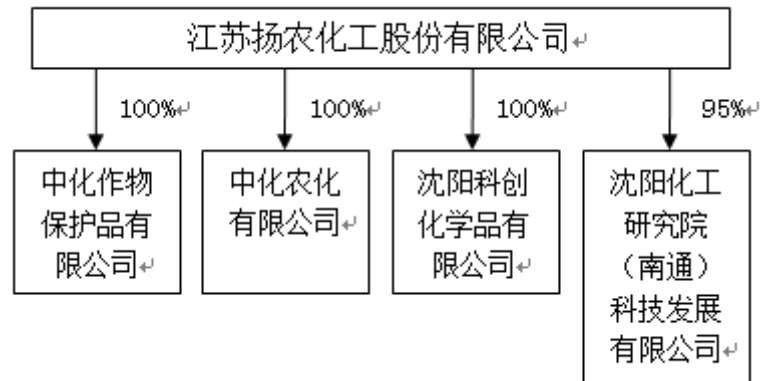 江苏扬农化工股份有限公司
100%
100%
100%
95%
中化作物
保护品有
限公司
中化农化
有限公司
沈阳科创
化学品有
限公司
沈阳化工
研究院
（南通）
科技发展
有限公司